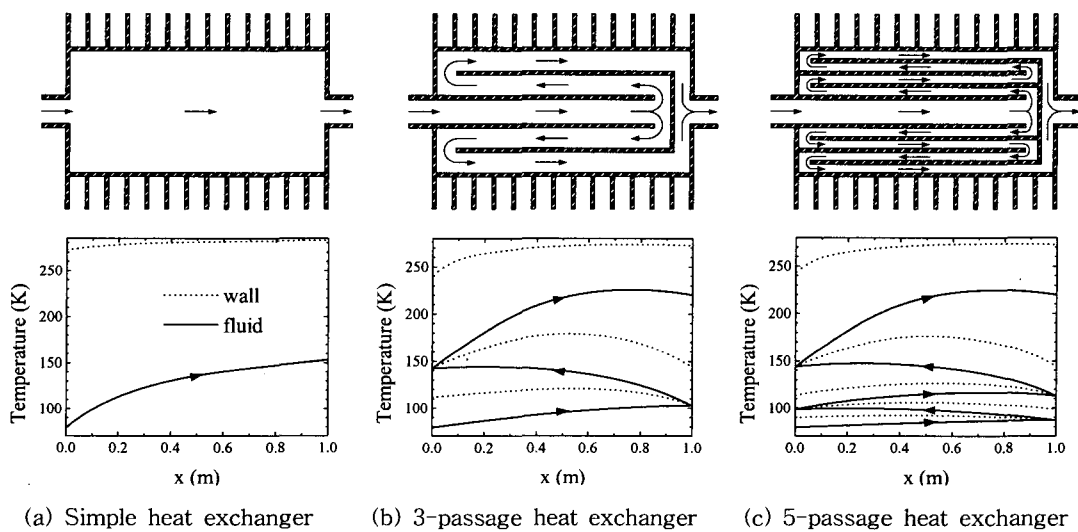 250
200
150
100
Temperature (K)
wall
fluid
0.0 0.2 0.4 0.6 0.8 1.0
x (m)
(a) Simple heat exchanger
250
200
150
100
Temperature (K)
0.0 0.2 0.4 0.6 0.8 1.0
x (m)
(b) 3-passage heat exchanger
250
200
150
100
Temperature (K)
0.0 0.2 0.4 0.6 0.8 1.0
x (m)
(c) 5-passage heat exchanger